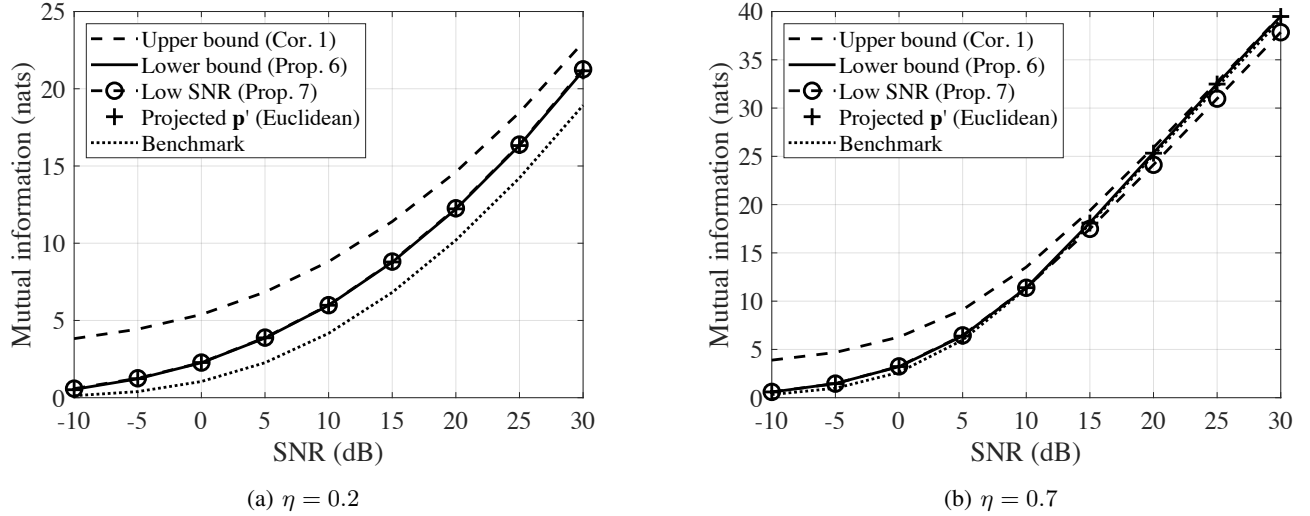 25
20
15
10
5
0
Mutual information (nats)
Upper bound (Cor. 1)
Lower bound (Prop. 6)
Low SNR (Prop. 7)
Projected p' (Euclidean)
Benchmark
-10 -5 0 5 10 15 20 25 30
SNR (dB)
(a) η = 0.2
40
35
30
25
20
15
10
5
0
Mutual information (nats)
Upper bound (Cor. 1)
Lower bound (Prop. 6)
Low SNR (Prop. 7)
Projected p' (Euclidean)
Benchmark
-10 -5 0 5 10 15 20 25 30
SNR (dB)
(b) η = 0.7